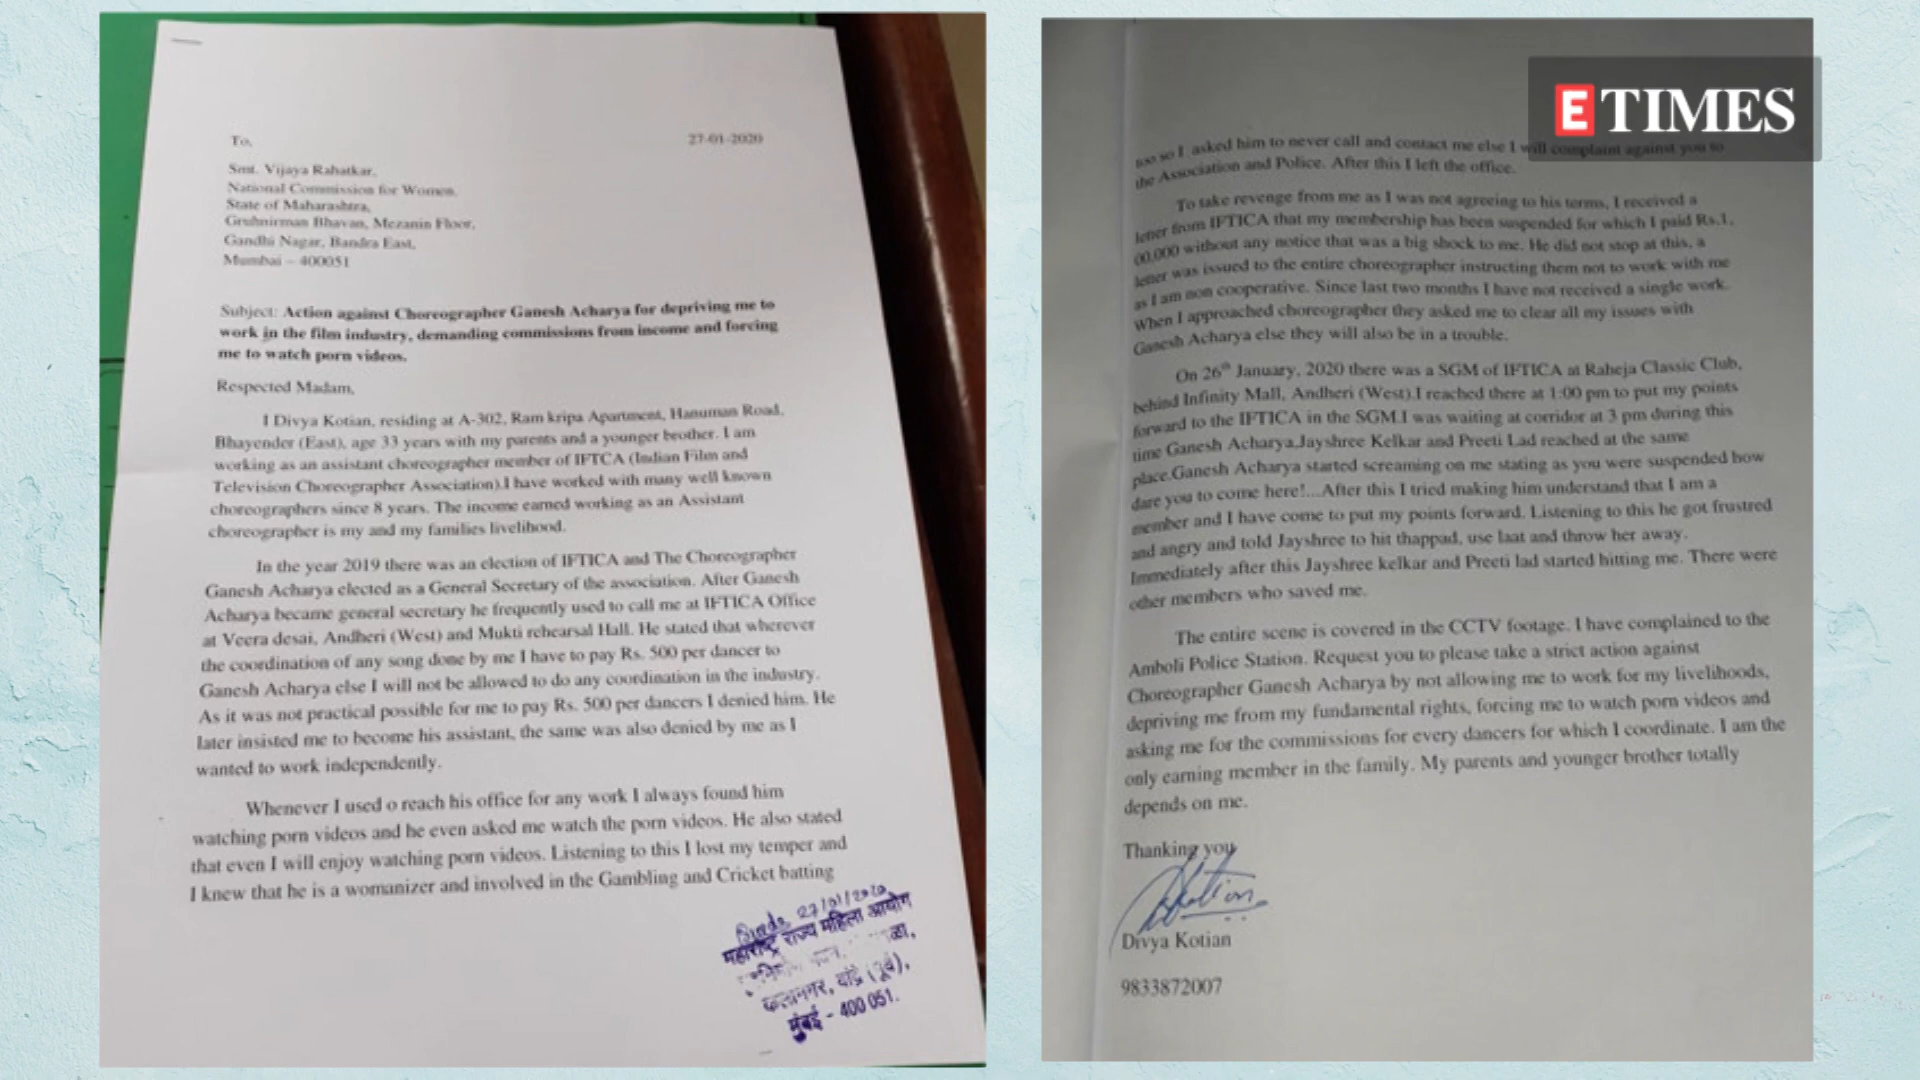 To,
27-01-2020
Smt. Vijaya Rahatkar,
National Commission for Women,
State of Maharashtra,
Gruhnirman Bhavan, Mezanin Floor,
Gandhi Nagar, Bandra East,
Mumbai – 400051
Subject: Action against Choreographer Ganesh Acharya for depriving me to
work in the film industry, demanding commissions from income and forcing
me to watch porn videos.
Respected Madam,
I Divya Kotian, residing at A-302, Ram kripa Apartment, Hanuman Road,
Bhayender (East), age 33 years with my parents and a younger brother. I am
working as an assistant choreographer member of IFTCA (Indian Film and
Television Choreographer Association).I have worked with many well known
choreographers since 8 years. The income earned working as an Assistant
choreographer is my and my families livelihood.
In the year 2019 there was an election of IFTICA and The Choreographer
Ganesh Acharya elected as a General Secretary of the association. After Ganesh
Acharya became general secretary he frequently used to call me at IFTICA Office
at Veera desai, Andheri (West) and Mukti rehearsal Hall. He stated that wherever
the coordination of any song done by me I have to pay Rs. 500 per dancer to
Ganesh Acharya else I will not be allowed to do any coordination in the industry.
As it was not practical possible for me to pay Rs. 500 per dancers I denied him. He
later insisted me to become his assistant, the same was also denied by me as I
wanted to work independently.
Whenever I used o reach his office for any work I always found him
watching porn videos and he even asked me watch the porn videos. He also stated
that even I will enjoy watching porn videos. Listening to this I lost my temper and
I knew that he is a womanizer and involved in the Gambling and Cricket batting
27/01/2020
महाराष्ट्र राज्य महिला आयोग
वांद्रे (पूर्व),
मुंबई - 400 051.
E TIMES
too so I asked him to never call and contact me else I will complaint against you to
the Association and Police. After this I left the office.
To take revenge from me as I was not agreeing to his terms, I received a
letter from IFTICA that my membership has been suspended for which I paid Rs.1,
00,000 without any notice that was a big shock to me. He did not stop at this, a
letter was issued to the entire choreographer instructing them not to work with me
as I am non cooperative. Since last two months I have not received a single work.
When I approached choreographer they asked me to clear all my issues with
Ganesh Acharya else they will also be in a trouble.
On 26th January, 2020 there was a SGM of IFTICA at Raheja Classic Club,
behind Infinity Mall, Andheri (West).I reached there at 1:00 pm to put my points
forward to the IFTICA in the SGM.I was waiting at corridor at 3 pm during this
time Ganesh Acharya,Jayshree Kelkar and Preeti Lad reached at the same
place.Ganesh Acharya started screaming on me stating as you were suspended how
dare you to come here!...After this I tried making him understand that I am a
member and I have come to put my points forward. Listening to this he got frustred
and angry and told Jayshree to hit thappad, use laat and throw her away.
Immediately after this Jayshree kelkar and Preeti lad started hitting me. There were
other members who saved me.
The entire scene is covered in the CCTV footage. I have complained to the
Amboli Police Station. Request you to please take a strict action against
Choreographer Ganesh Acharya by not allowing me to work for my livelihoods,
depriving me from my fundamental rights, forcing me to watch porn videos and
asking me for the commissions for every dancers for which I coordinate. I am the
only earning member in the family. My parents and younger brother totally
depends on me.
Thanking you
Divya Kotian
9833872007